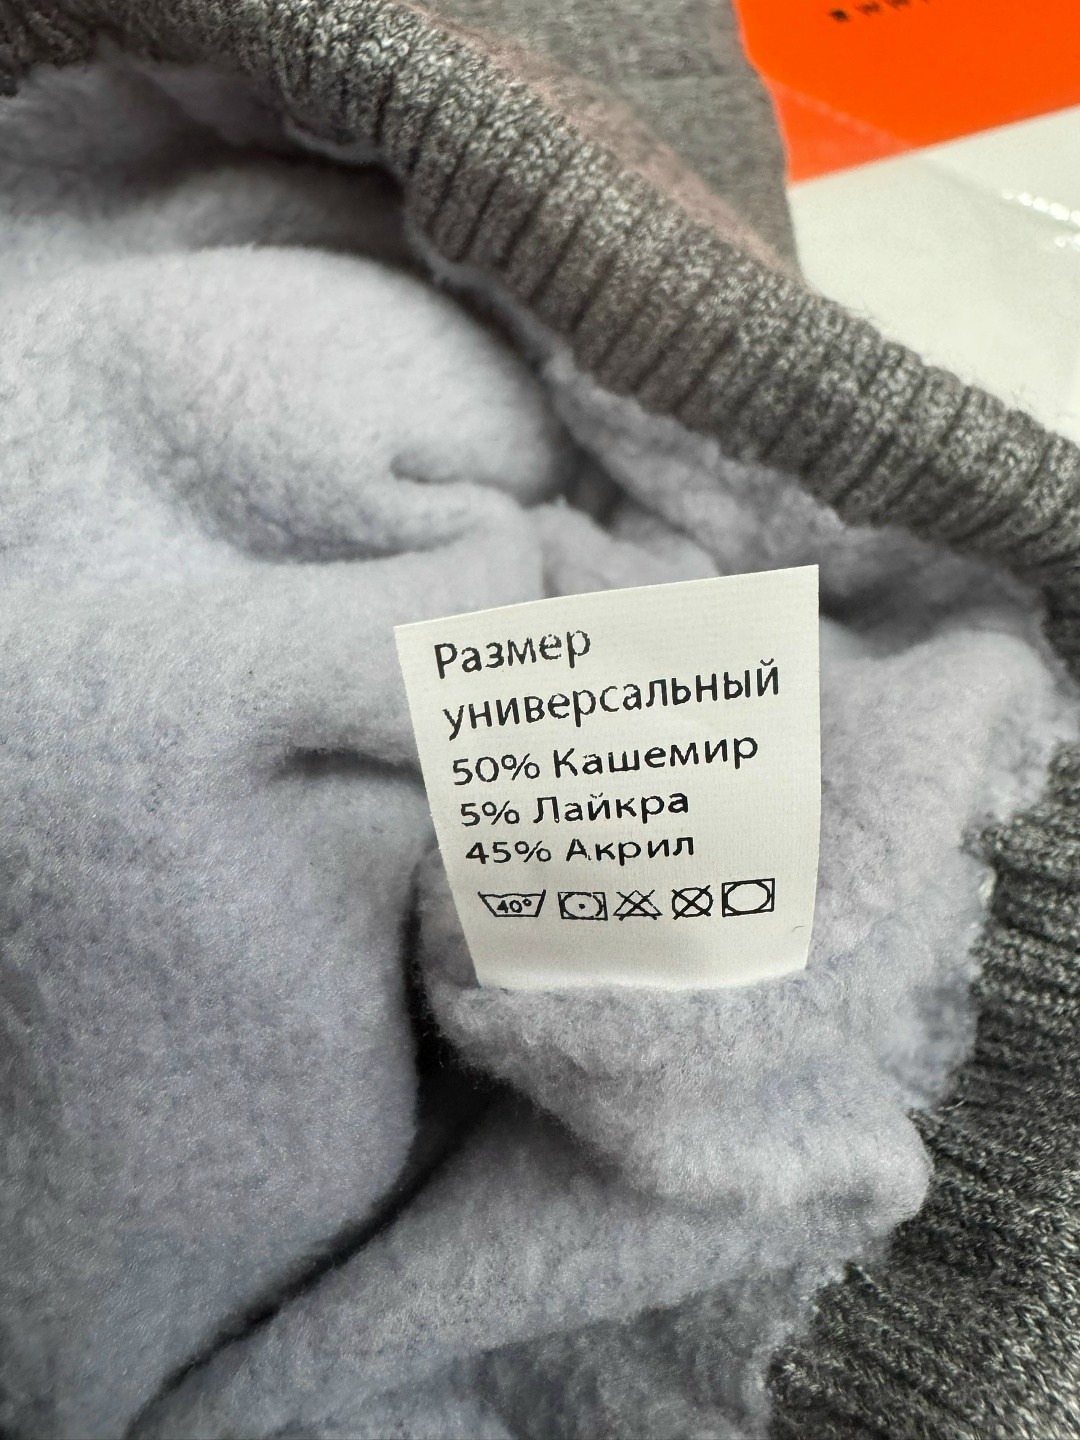 Размер
универсальный
50% Кашемир
5% Лайкра
45% Акрил
40°